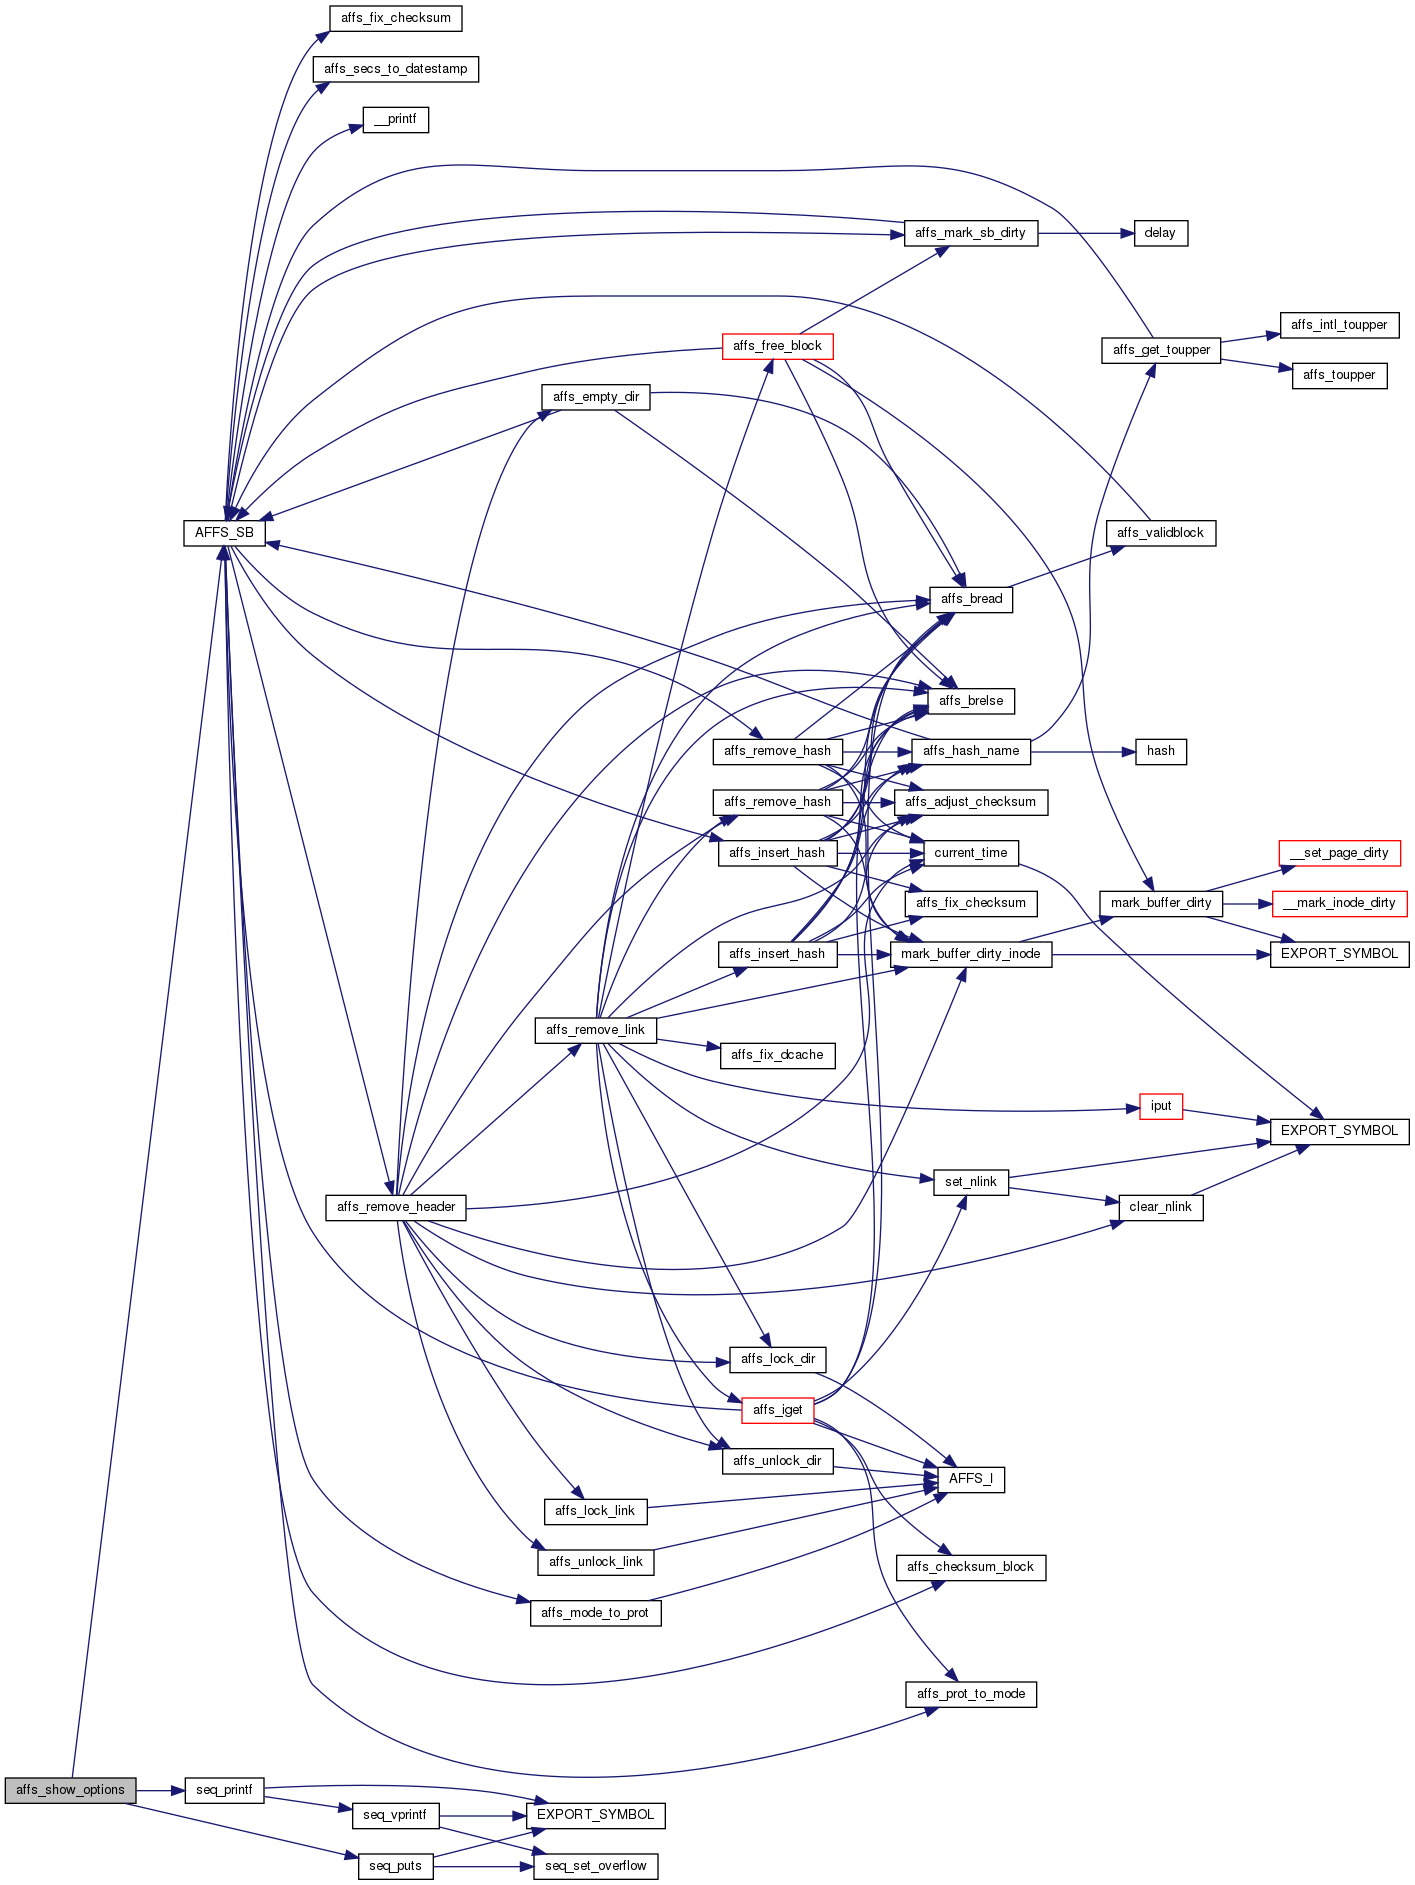 affs_fix_checksum
affs_secs_to_datestamp
__printf
affs_mark_sb_dirty
delay
affs_intl_toupper
affs_free_block
affs_get_toupper
affs_toupper
affs_empty_dir
AFFS_SB
affs_validblock
affs_bread
affs_brelse
affs_remove_hash
affs_hash_name
hash
affs_remove_hash
affs_adjust_checksum
affs_insert_hash
current_time
__set_page_dirty
affs_fix_checksum
mark_buffer_dirty
__mark_inode_dirty
affs_insert_hash
mark_buffer_dirty_inode
EXPORT_SYMBOL
affs_remove_link
affs_fix_dcache
iput
EXPORT_SYMBOL
set_nlink
affs_remove_header
clear_nlink
affs_lock_dir
affs_iget
affs_unlock_dir
AFFS_I
affs_lock_link
affs_unlock_link
affs_checksum_block
affs_mode_to_prot
affs_prot_to_mode
affs_show_options
seq_printf
seq_vprintf
EXPORT_SYMBOL
seq_puts
seq_set_overflow